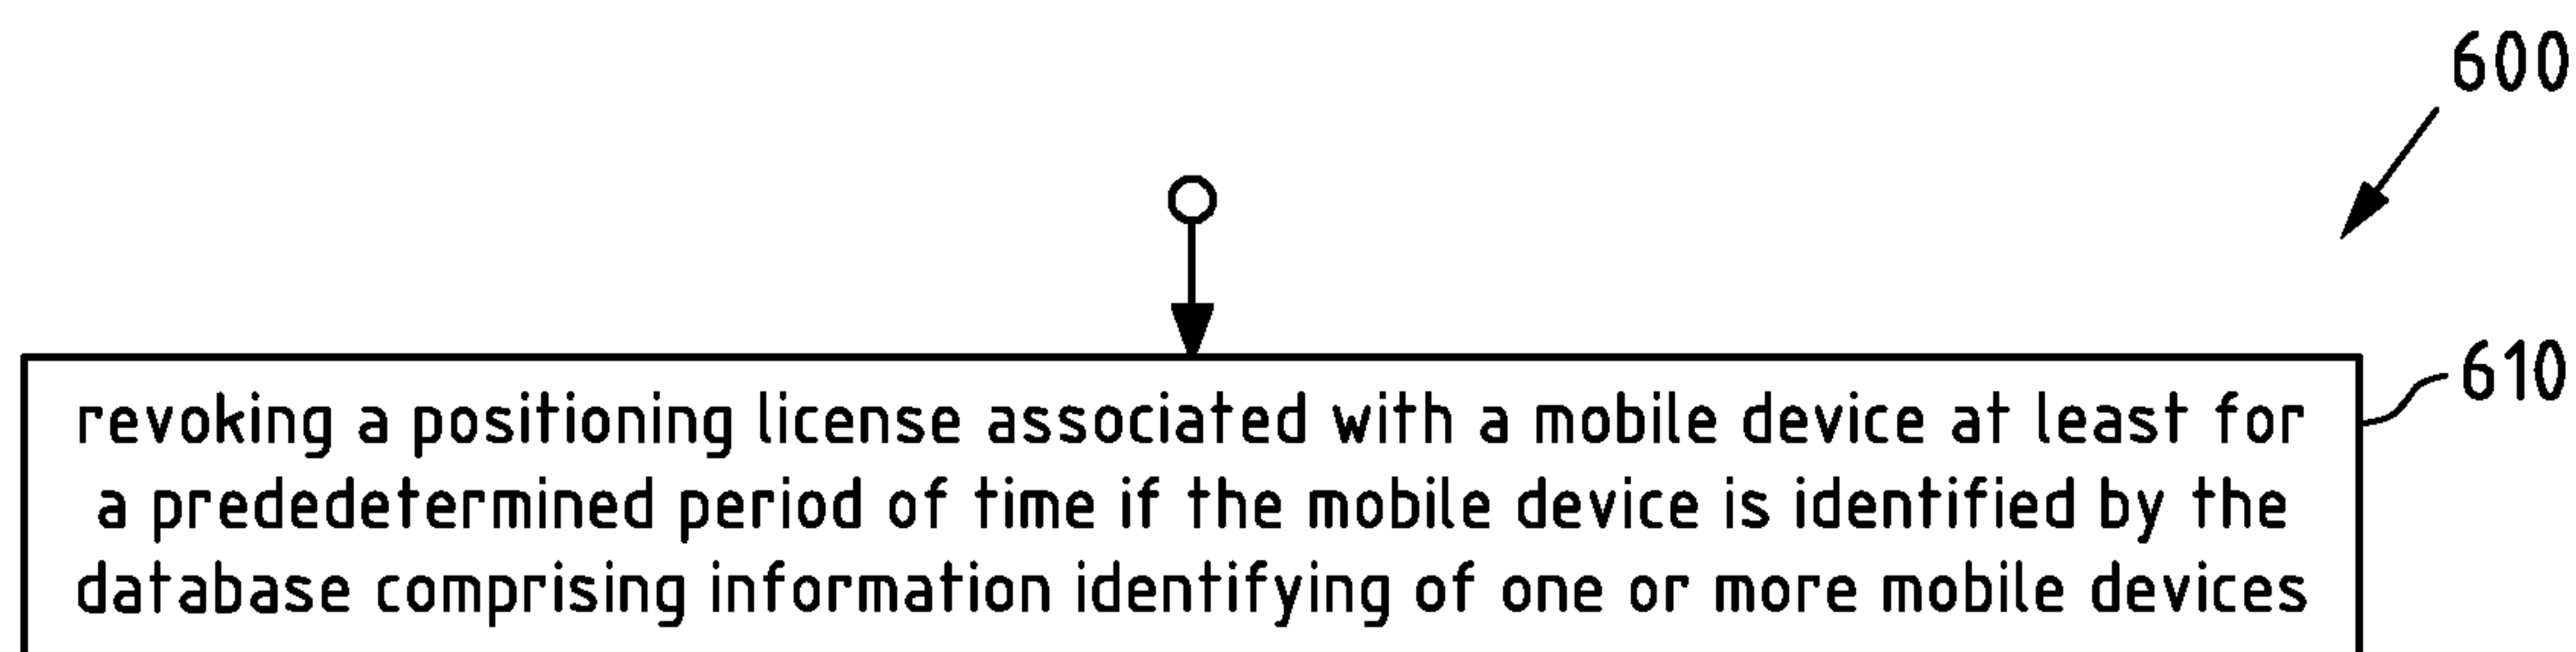 600
610
revoking a positioning license associated with a mobile device at least for
a prededetermined period of time if the mobile device is identified by the
database comprising information identifying of one or more mobile devices